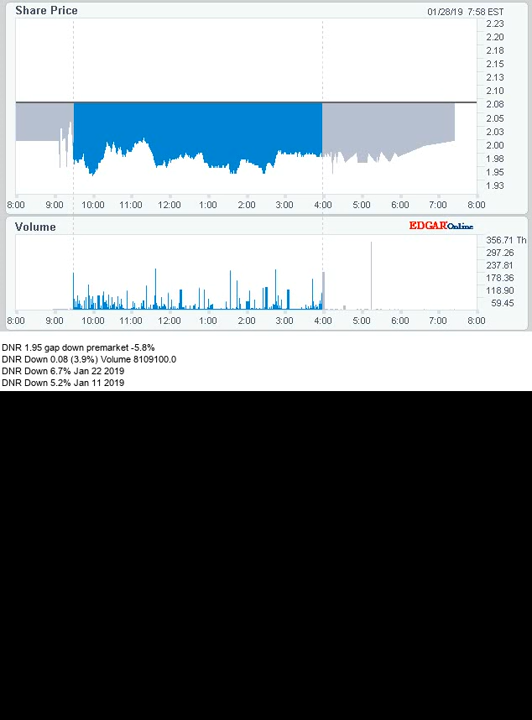 Share Price
01/28/19 7:58 EST
2.23
2.20
2.18
2.15
2.13
2.10
2.08
2.05
2.03
2.00
1.98
1.95
1.93
8:00 9:00 10:00 11:00 12:00 1:00 2:00 3:00 4:00 5:00 6:00 7:00 8:00
Volume
EDGAROnline
356.71 Th
297.26
237.81
178.36
118.90
59.45
8:00 9:00 10:00 11:00 12:00 1:00 2:00 3:00 4:00 5:00 6:00 7:00 8:00
DNR 1.95 gap down premarket -5.8%
DNR Down 0.08 (3.9%) Volume 8109100.0
DNR Down 6.7% Jan 22 2019
DNR Down 5.2% Jan 11 2019